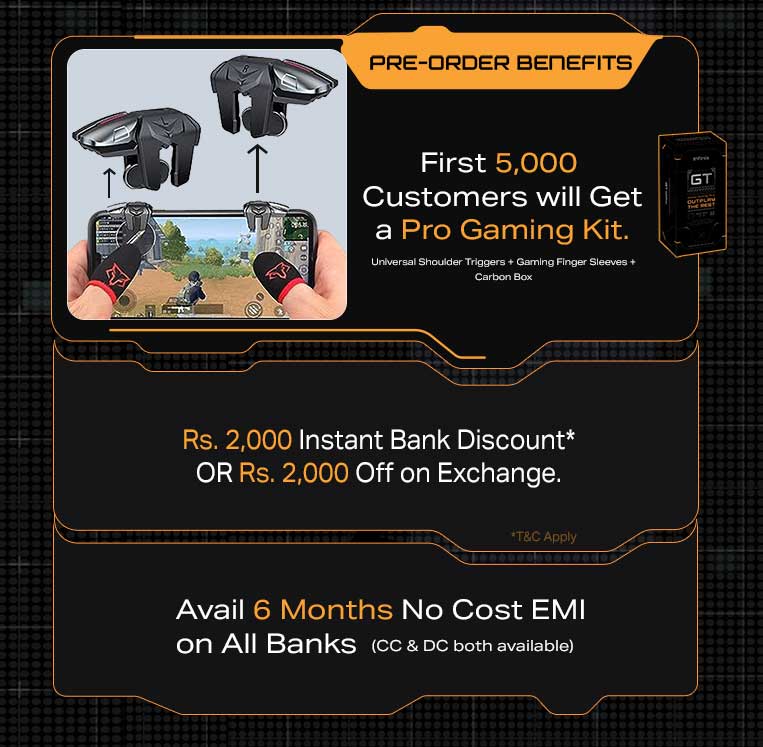 PRE-ORDER BENEFITS
First 5,000
Customers will Get
a Pro Gaming Kit.
Universal Shoulder Triggers + Gaming Finger Sleeves +
Carbon Box
Infinix
GT
OUTPLAY
THE REST
Rs. 2,000 Instant Bank Discount*
OR Rs. 2,000 Off on Exchange.
*T&C Apply
Avail 6 Months No Cost EMI
on All Banks (CC & DC both available)